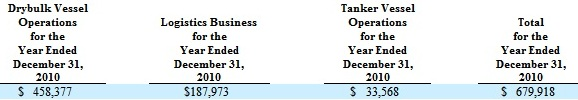 Drybulk Vessel Operations for the Year Ended December 31, 2010
Logistics Business for the Year Ended December 31, 2010
Tanker Vessel Operations for the Year Ended December 31, 2010
Total for the Year Ended December 31, 2010
$ 458,377 $187,973 $ 33,568 $ 679,918